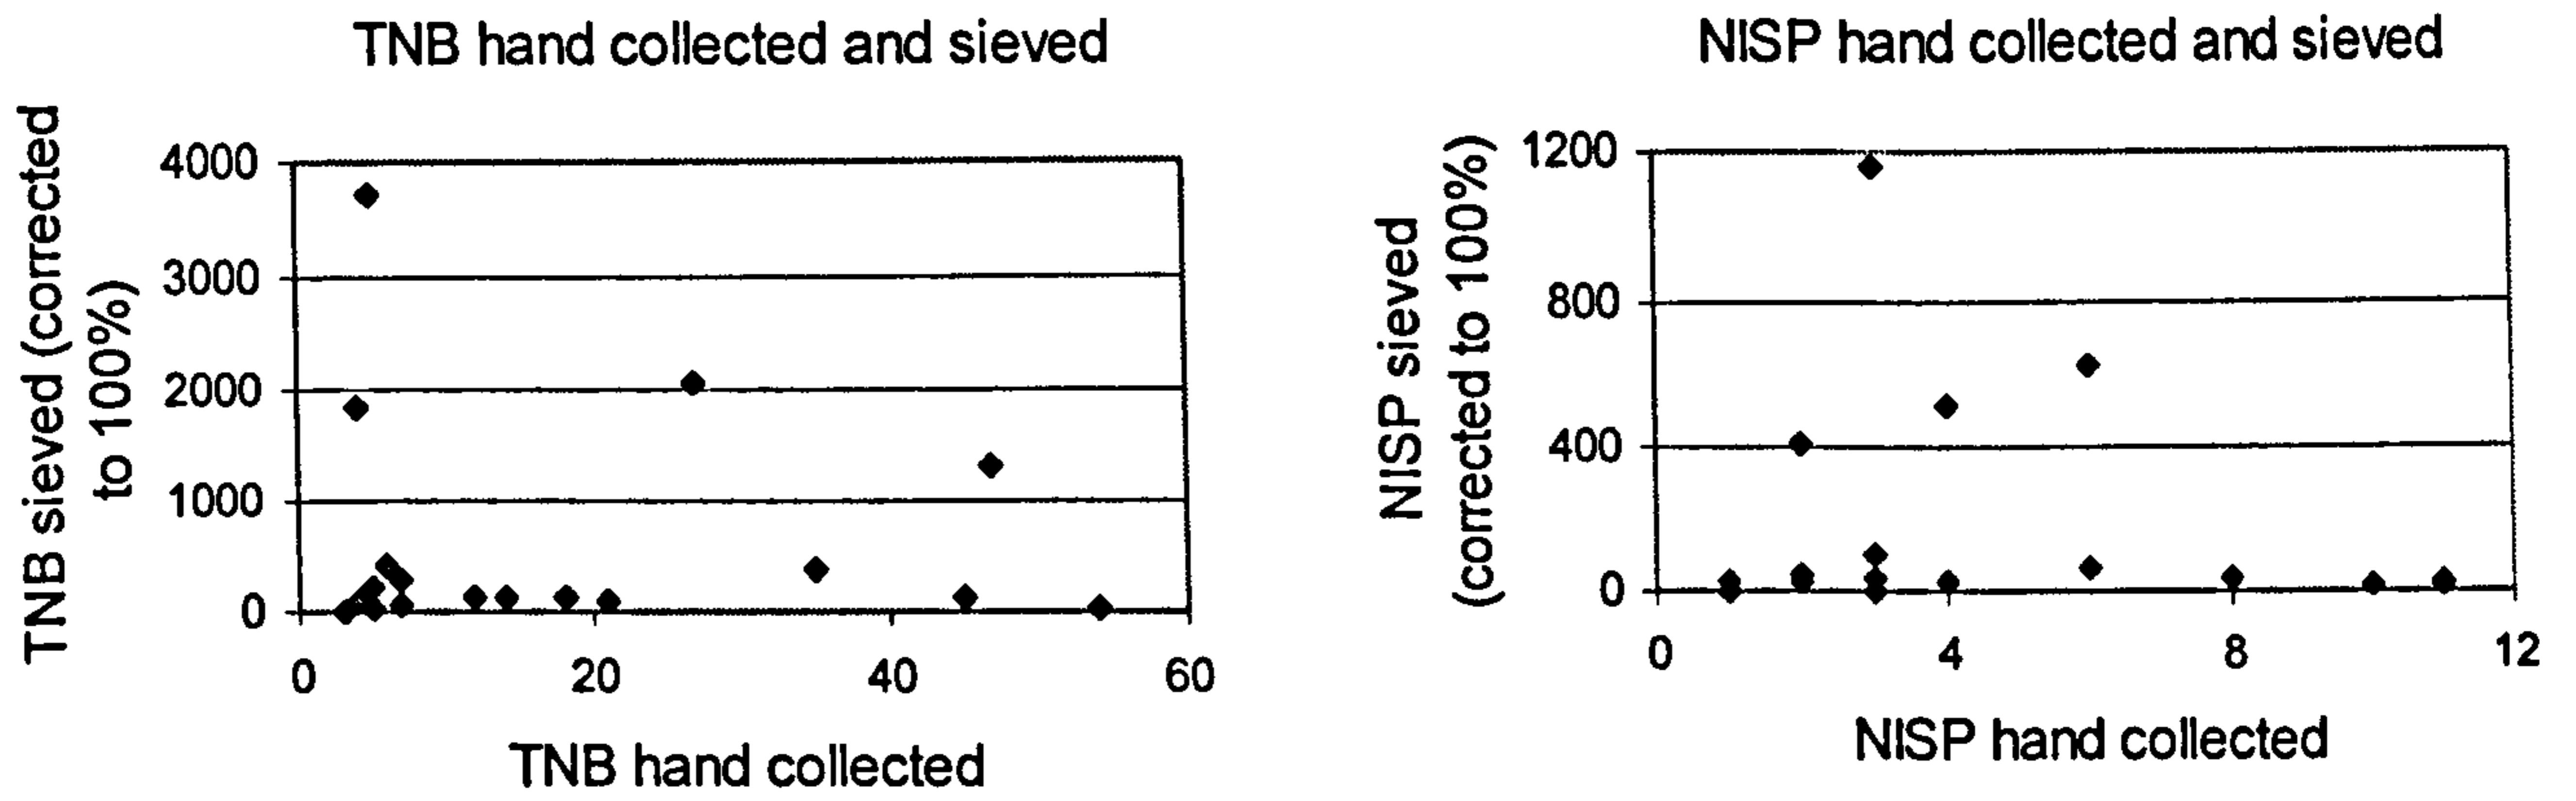 TNB hand collected and sieved
TNB sieved (corrected
to 100%)
4000
3000
2000
1000
0
0 20 40 60
TNB hand collected
NISP hand collected and sieved
NISP sieved
(corrected to 100%)
1200
800
400
0
0 4 8 12
NISP hand collected